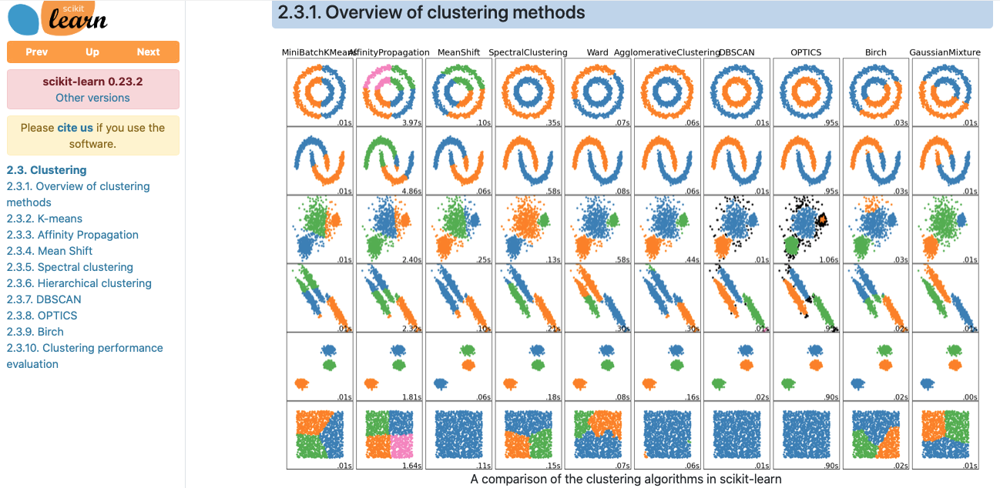 scikit
learn
Prev Up Next
scikit-learn 0.23.2
Other versions
Please cite us if you use the
software.
2.3. Clustering
2.3.1. Overview of clustering
methods
2.3.2. K-means
2.3.3. Affinity Propagation
2.3.4. Mean Shift
2.3.5. Spectral clustering
2.3.6. Hierarchical clustering
2.3.7. DBSCAN
2.3.8. OPTICS
2.3.9. Birch
2.3.10. Clustering performance
evaluation
2.3.1. Overview of clustering methods
MiniBatchKMeans AffinityPropagation MeanShift SpectralClustering Ward AgglomerativeClustering DBSCAN OPTICS Birch GaussianMixture
.01s 3.97s .10s .35s .07s .06s .01s .95s .03s .01s
.01s 4.86s .06s .58s .08s .06s .01s .95s .03s .01s
.01s 2.40s .25s .13s .58s .44s .01s 1.06s .03s .01s
.01s 2.32s .10s .21s .30s .30s .01s .02s .01s
.01s 1.81s .06s .18s .08s .16s .02s .90s .02s .00s
.01s 1.64s .11s .15s .07s .06s .01s .90s .02s .01s
A comparison of the clustering algorithms in scikit-learn